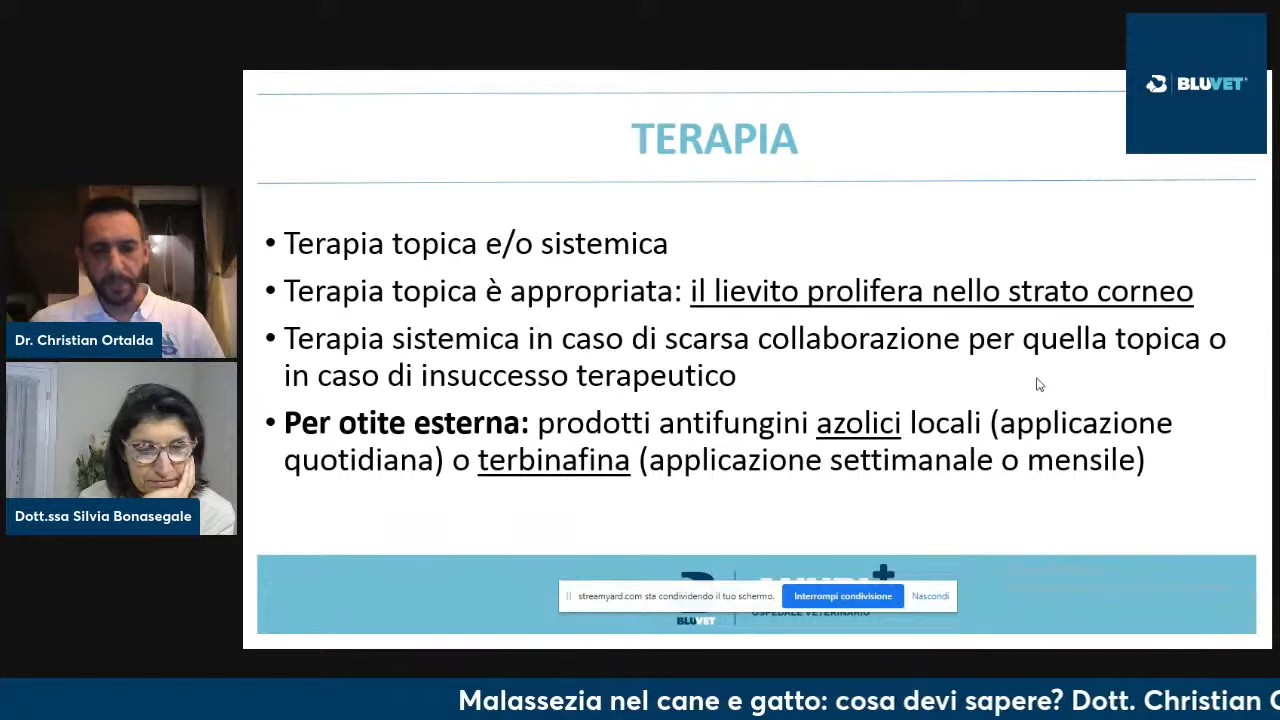 BLUVET
TERAPIA
• Terapia topica e/o sistemica
• Terapia topica è appropriata: il lievito prolifera nello strato corneo
• Terapia sistemica in caso di scarsa collaborazione per quella topica o
in caso di insuccesso terapeutico
• Per otite esterna: prodotti antifungini azolici locali (applicazione
quotidiana) o terbinafina (applicazione settimanale o mensile)
Dr. Christian Ortalda
Dott.ssa Silvia Bonasegale
streamyard.com sta condividendo il tuo schermo.
Interrompi condivisione
Nascondi
BLUVET
OSPEDALE VETERINARIO
Malassezia nel cane e gatto: cosa devi sapere? Dott. Christian